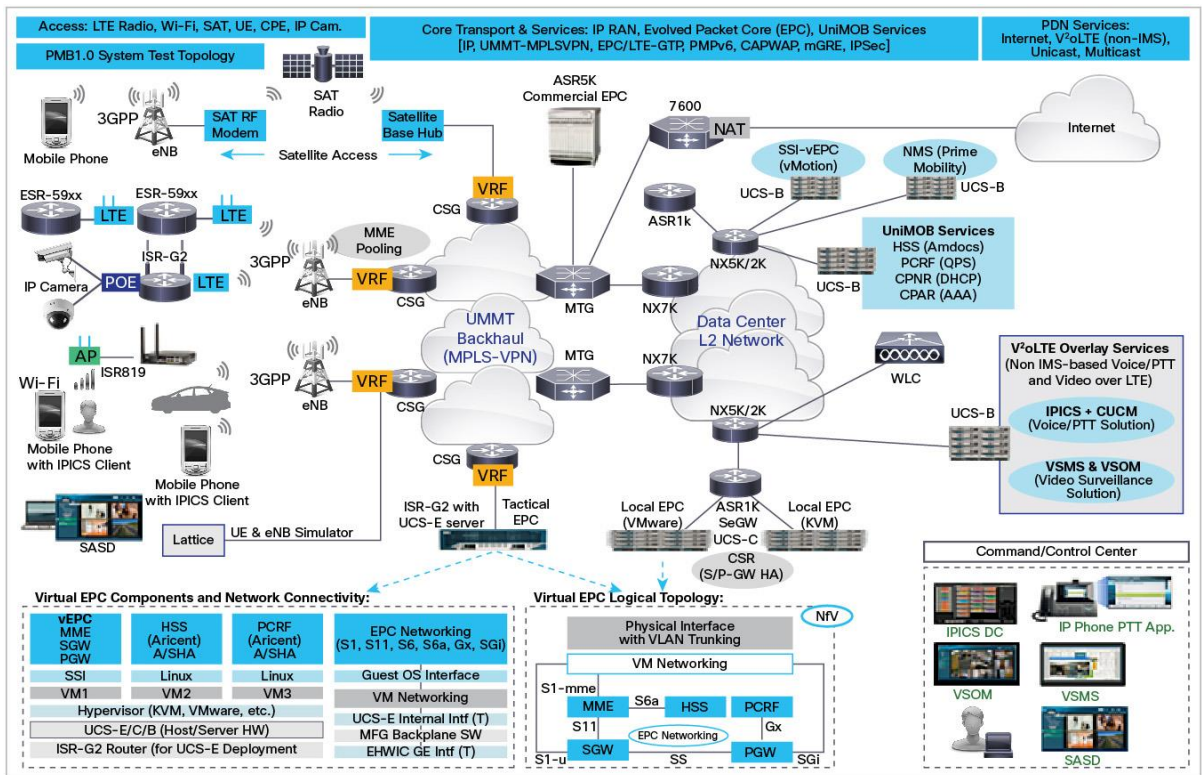 Access: LTE Radio, Wi-Fi, SAT, UE, CPE, IP Cam.
Core Transport & Services: IP RAN, Evolved Packet Core (EPC), UniMOB Services
[IP, UMMT-MPLSVPN, EPC/LTE-GTP, PMPv6, CAPWAP, mGRE, IPSec]
PDN Services:
Internet, V²oLTE (non-IMS),
Unicast, Multicast
PMB1.0 System Test Topology
SAT
Radio
ASR5K
Commercial EPC
7600
NAT
Internet
3GPP
Mobile Phone
eNB
SAT RF
Modem
Satellite
Base Hub
Satellite Access
SSI-vEPC
(vMotion)
NMS (Prime
Mobility)
UCS-B
UCS-B
ESR-59xx
ESR-59xx
LTE
LTE
VRF
CSG
ASR1k
NX5K/2K
UniMOB Services
HSS (Amdocs)
PCRF (QPS)
CPNR (DHCP)
CPAR (AAA)
UCS-B
MME
Pooling
ISR-G2
IP Camera
POE
LTE
3GPP
eNB
VRF
CSG
MTG
NX7K
UMMT
Backhaul
(MPLS-VPN)
Data Center
L2 Network
AP
ISR819
3GPP
eNB
VRF
CSG
MTG
NX7K
WLC
NX5K/2K
V²oLTE Overlay Services
(Non IMS-based Voice/PTT
and Video over LTE)
UCS-B
IPICS + CUCM
(Voice/PTT Solution)
VSMS & VSOM
(Video Surveillance
Solution)
Wi-Fi
Mobile Phone
with IPICS Client
Mobile Phone
with IPICS Client
CSG
VRF
SASD
Lattice
UE & eNB Simulator
ISR-G2 with
UCS-E server
Tactical
EPC
Local EPC
(VMware)
ASR1K
SeGW
UCS-C
Local EPC
(KVM)
CSR
(S/P-GW HA)
Command/Control Center
IPICS DC
IP Phone PTT App.
VSOM
VSMS
SASD
Virtual EPC Components and Network Connectivity:
vEPC
MME
SGW
PGW
HSS
(Aricent)
A/SHA
PCRF
(Aricent)
A/SHA
EPC Networking
(S1, S11, S6, S6a, Gx, SGi)
SSI
Linux
Linux
Guest OS Interface
VM1
VM2
VM3
VM Networking
Hypervisor (KVM, VMware, etc.)
UCS-E/C/B (Host/Server HW)
ISR-G2 Router (for UCS-E Deployment
UCS-E Internal Intf (T)
MFG Backplane SW
EHWIC GE Intf (T)
Virtual EPC Logical Topology:
NfV
Physical Interface
with VLAN Trunking
VM Networking
S1-mme
MME
S6a
HSS
PCRF
S11
EPC Networking
Gx
SGW
PGW
S1-u
SS
SGi